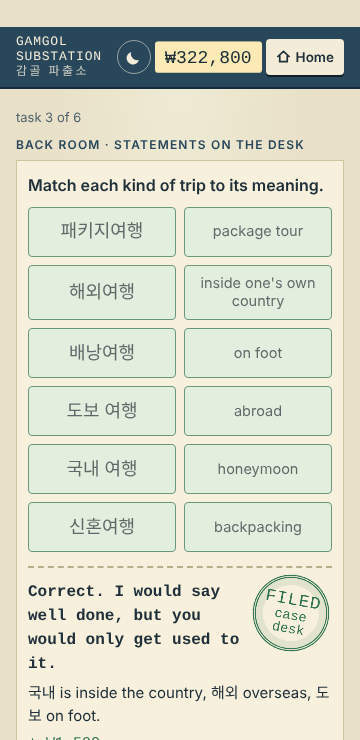 GAMGOL
SUBSTATION
감골 파출소
₩322,800
Home
task 3 of 6
BACK ROOM · STATEMENTS ON THE DESK
Match each kind of trip to its meaning.
패키지여행
package tour
해외여행
inside one's own
country
배낭여행
on foot
도보 여행
abroad
국내 여행
honeymoon
신혼여행
backpacking
Correct. I would say
well done, but you
would only get used to
it.
FILED
case
desk
국내 is inside the country, 해외 overseas, 도
보 on foot.